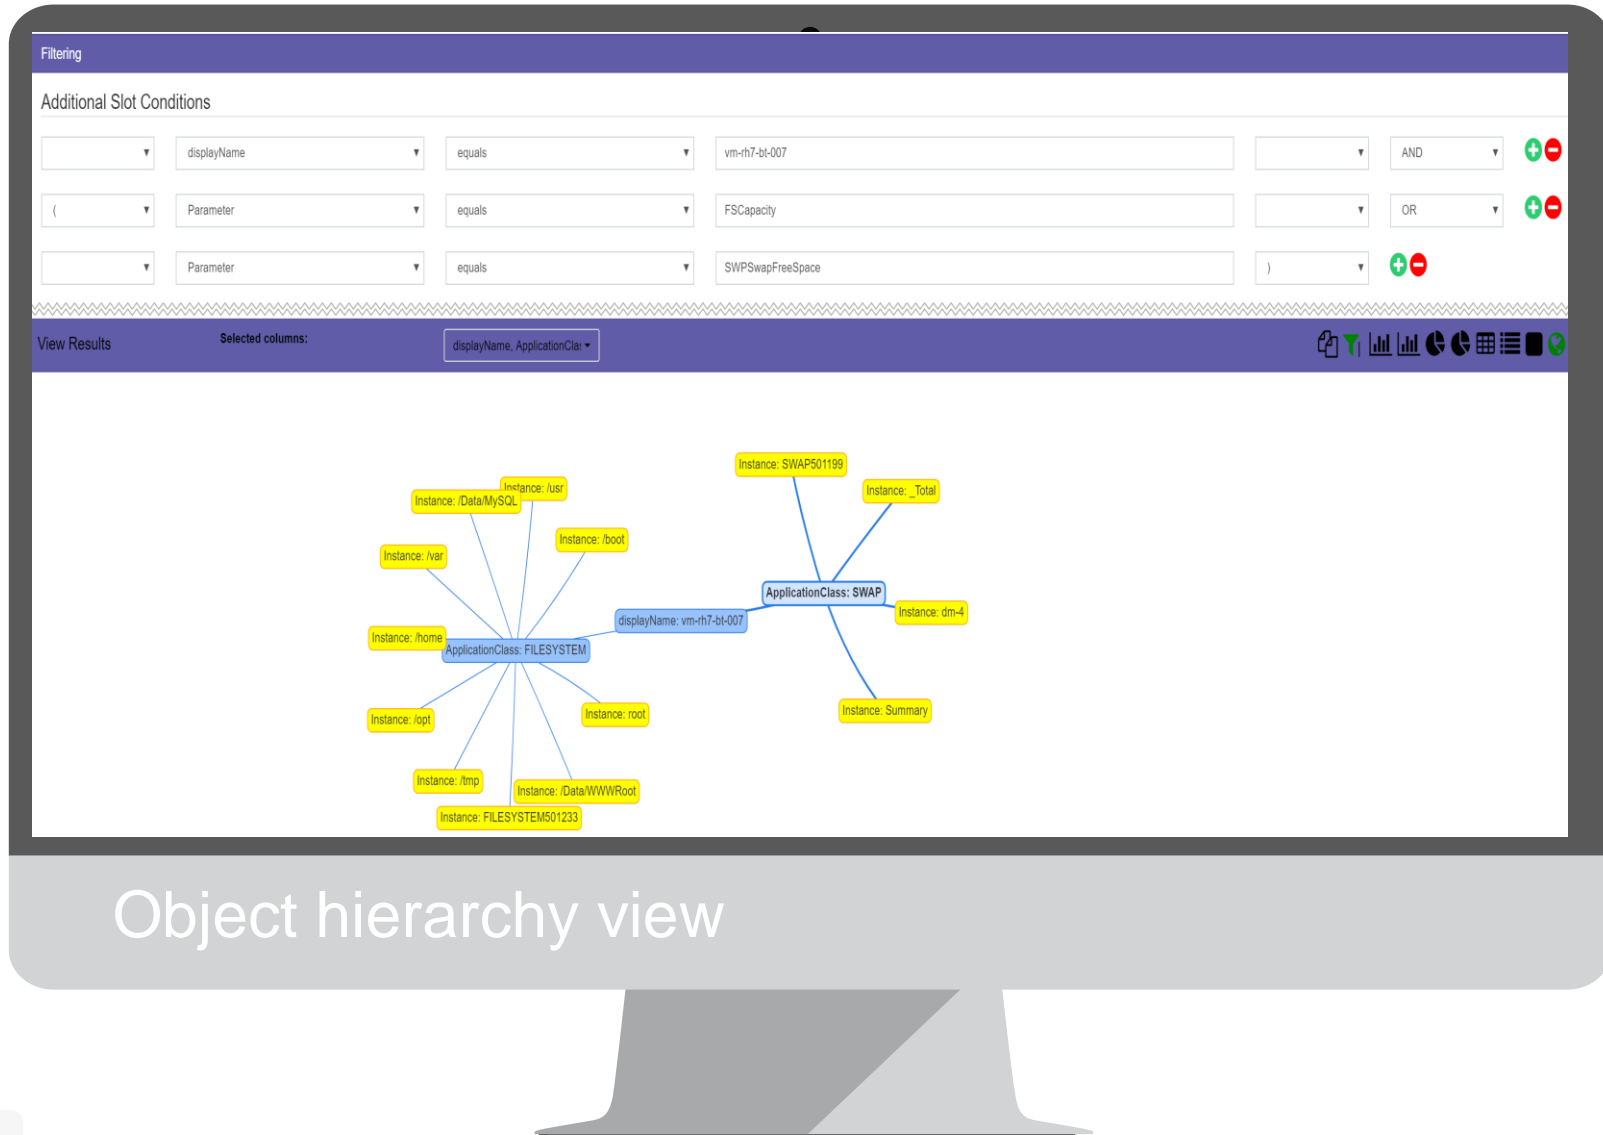 Filtering
Additional Slot Conditions
displayName equals vm-rh7-bt-007 AND
( Parameter equals FSCapacity OR
Parameter equals SWPSwapFreeSpace )
View Results Selected columns: displayName, ApplicationCla
Instance: SWAP501199
Instance: /usr
Instance: _Total
Instance: /Data/MySQL
Instance: /boot
Instance: /var
ApplicationClass: SWAP
Instance: dm-4
displayName: vm-rh7-bt-007
Instance: /home
ApplicationClass: FILESYSTEM
Instance: Summary
Instance: root
Instance: /opt
Instance: /tmp
Instance: /Data/WWWRoot
Instance: FILESYSTEM501233
Object hierarchy view